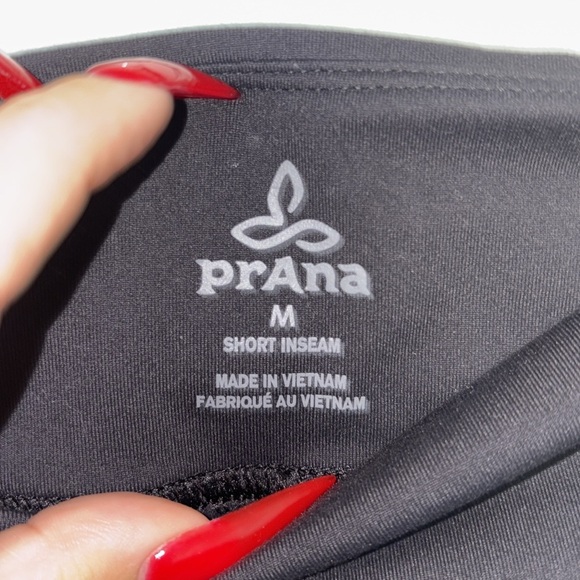 prAna
M
SHORT INSEAM
MADE IN VIETNAM
FABRIQUÉ AU VIETNAM